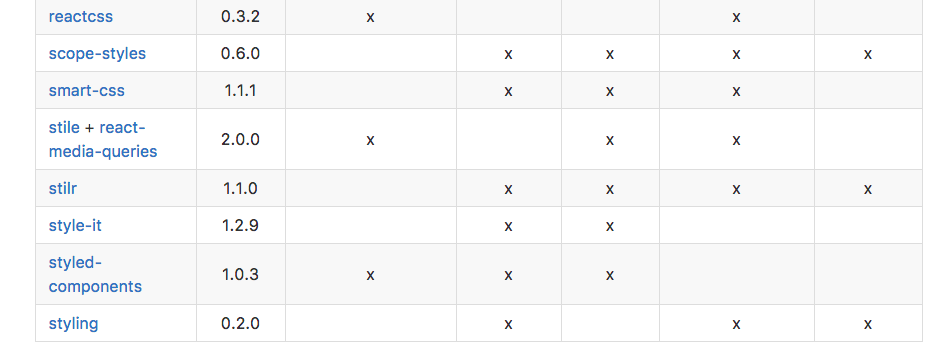 reactcss 0.3.2 x x
scope-styles 0.6.0 x x x x
smart-css 1.1.1 x x x
stile + react-
media-queries 2.0.0 x x x
stilr 1.1.0 x x x x
style-it 1.2.9 x x
styled-
components 1.0.3 x x x
styling 0.2.0 x x x